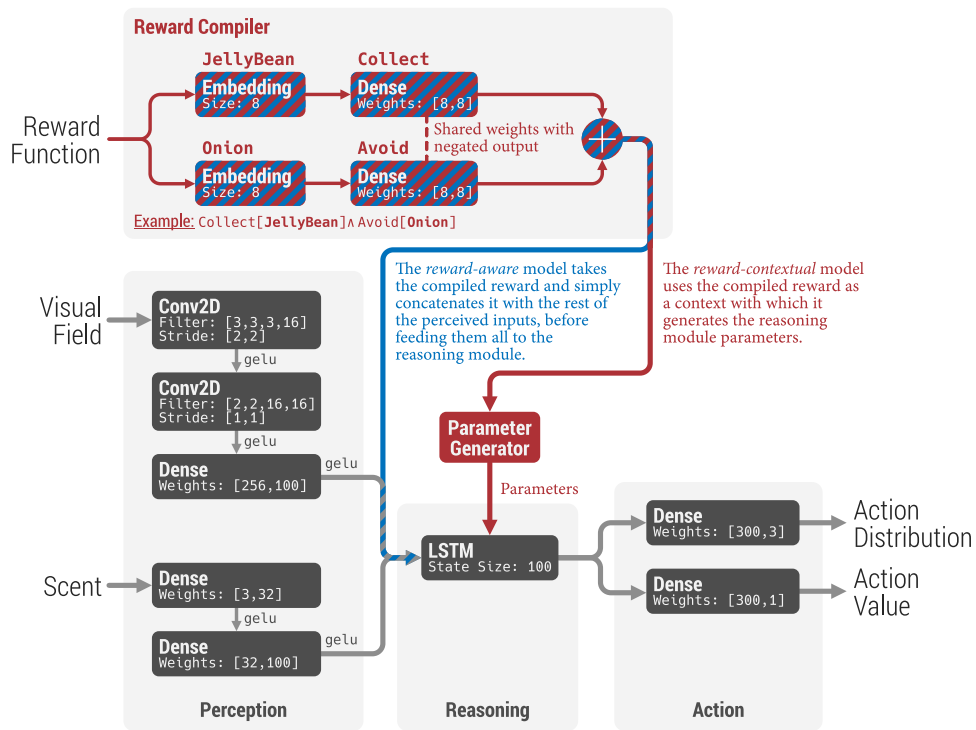 Reward Compiler
JellyBean
Collect
Embedding
Size: 8
Dense
Weights: [8,8]
Reward
Function
Shared weights with
negated output
Onion
Avoid
Embedding
Size: 8
Dense
Weights: [8,8]
Example: Collect[JellyBean]∧Avoid[Onion]
The reward-aware model takes
the compiled reward and simply
concatenates it with the rest of
the perceived inputs, before
feeding them all to the
reasoning module.
The reward-contextual model
uses the compiled reward as
a context with which it
generates the reasoning
module parameters.
Visual
Field
Conv2D
Filter: [3,3,3,16]
Stride: [2,2]
gelu
Conv2D
Filter: [2,2,16,16]
Stride: [1,1]
gelu
Dense
Weights: [256,100]
gelu
Parameter
Generator
Parameters
LSTM
State Size: 100
Scent
Dense
Weights: [3,32]
gelu
Dense
Weights: [32,100]
gelu
Dense
Weights: [300,3]
Action
Distribution
Dense
Weights: [300,1]
Action
Value
Perception
Reasoning
Action